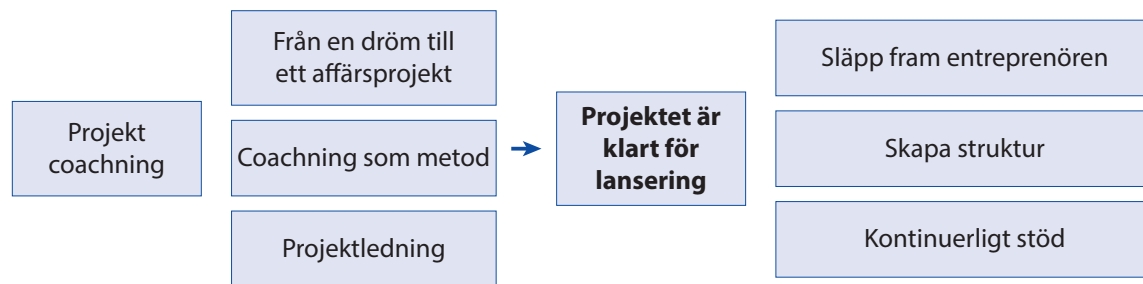 Projekt
coachning
Från en dröm till
ett affärsprojekt
Coachning som metod
Projektledning
Projektet är
klart för
lansering
Släpp fram entreprenören
Skapa struktur
Kontinuerligt stöd